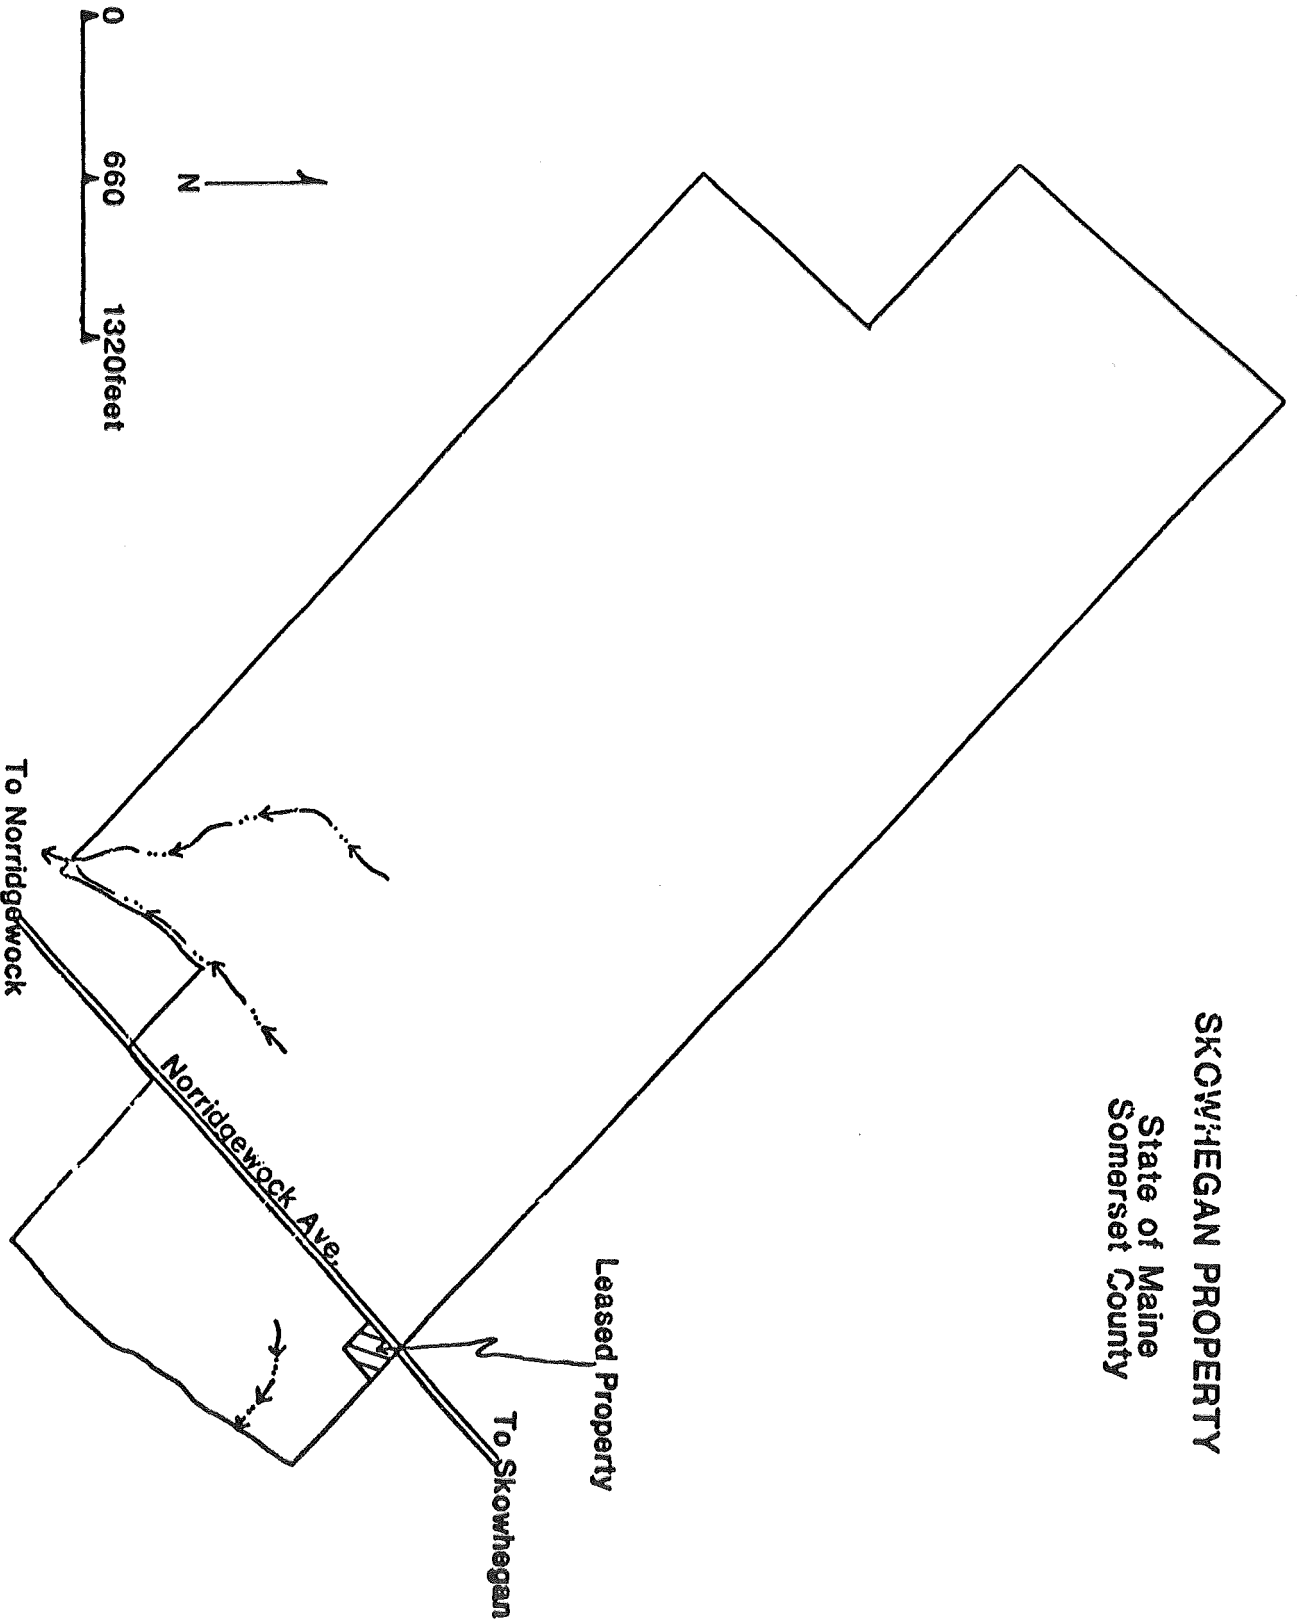 SKOWHEGAN PROPERTY
State of Maine
Somerset County
Leased Property
To Skowhegan
Norridgewock Ave.
To Norridgewock
N
0 660 1320feet